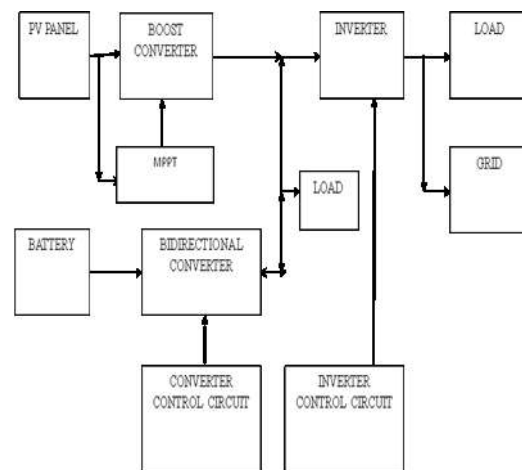 PV PANEL
BOOST
CONVERTER
INVERTER
LOAD
MPPT
LOAD
GRID
BATTERY
BIDIRECTIONAL
CONVERTER
CONVERTER
CONTROL CIRCUIT
INVERTER
CONTROL CIRCUIT